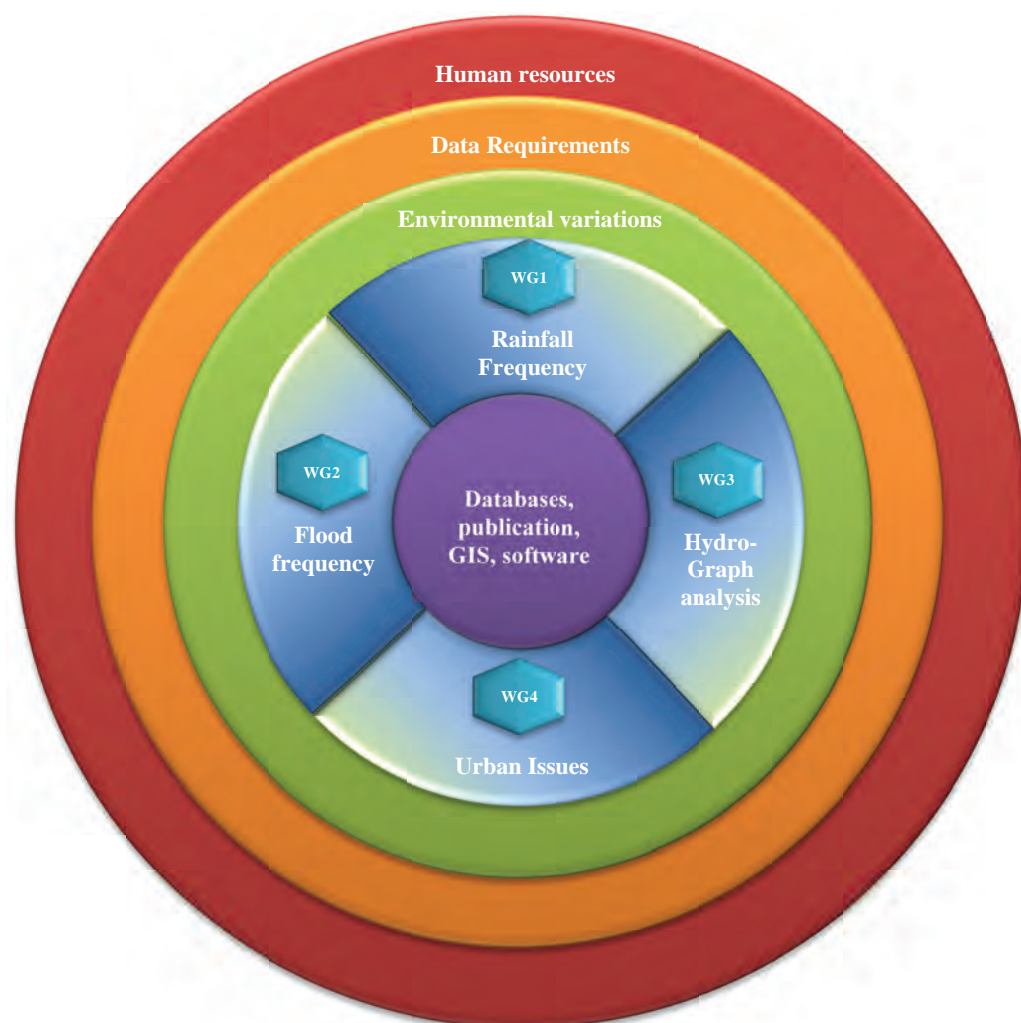 Human resources
Data Requirements
Environmental variations
WG1
Rainfall
Frequency
WG2
Flood
frequency
Databases,
publication,
GIS, software
WG3
Hydro-
Graph
analysis
WG4
Urban Issues